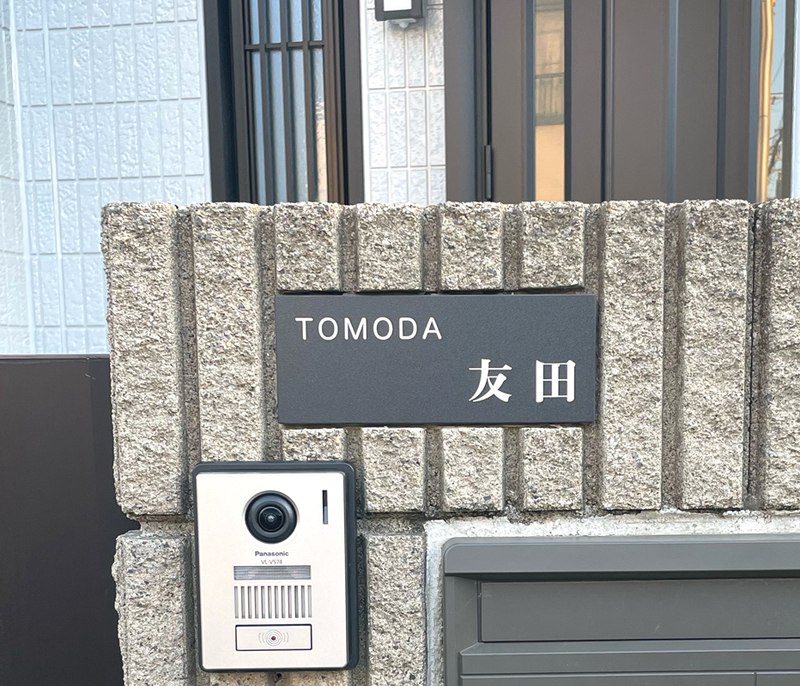 TOMODA
友田
Panasonic
VL-V574